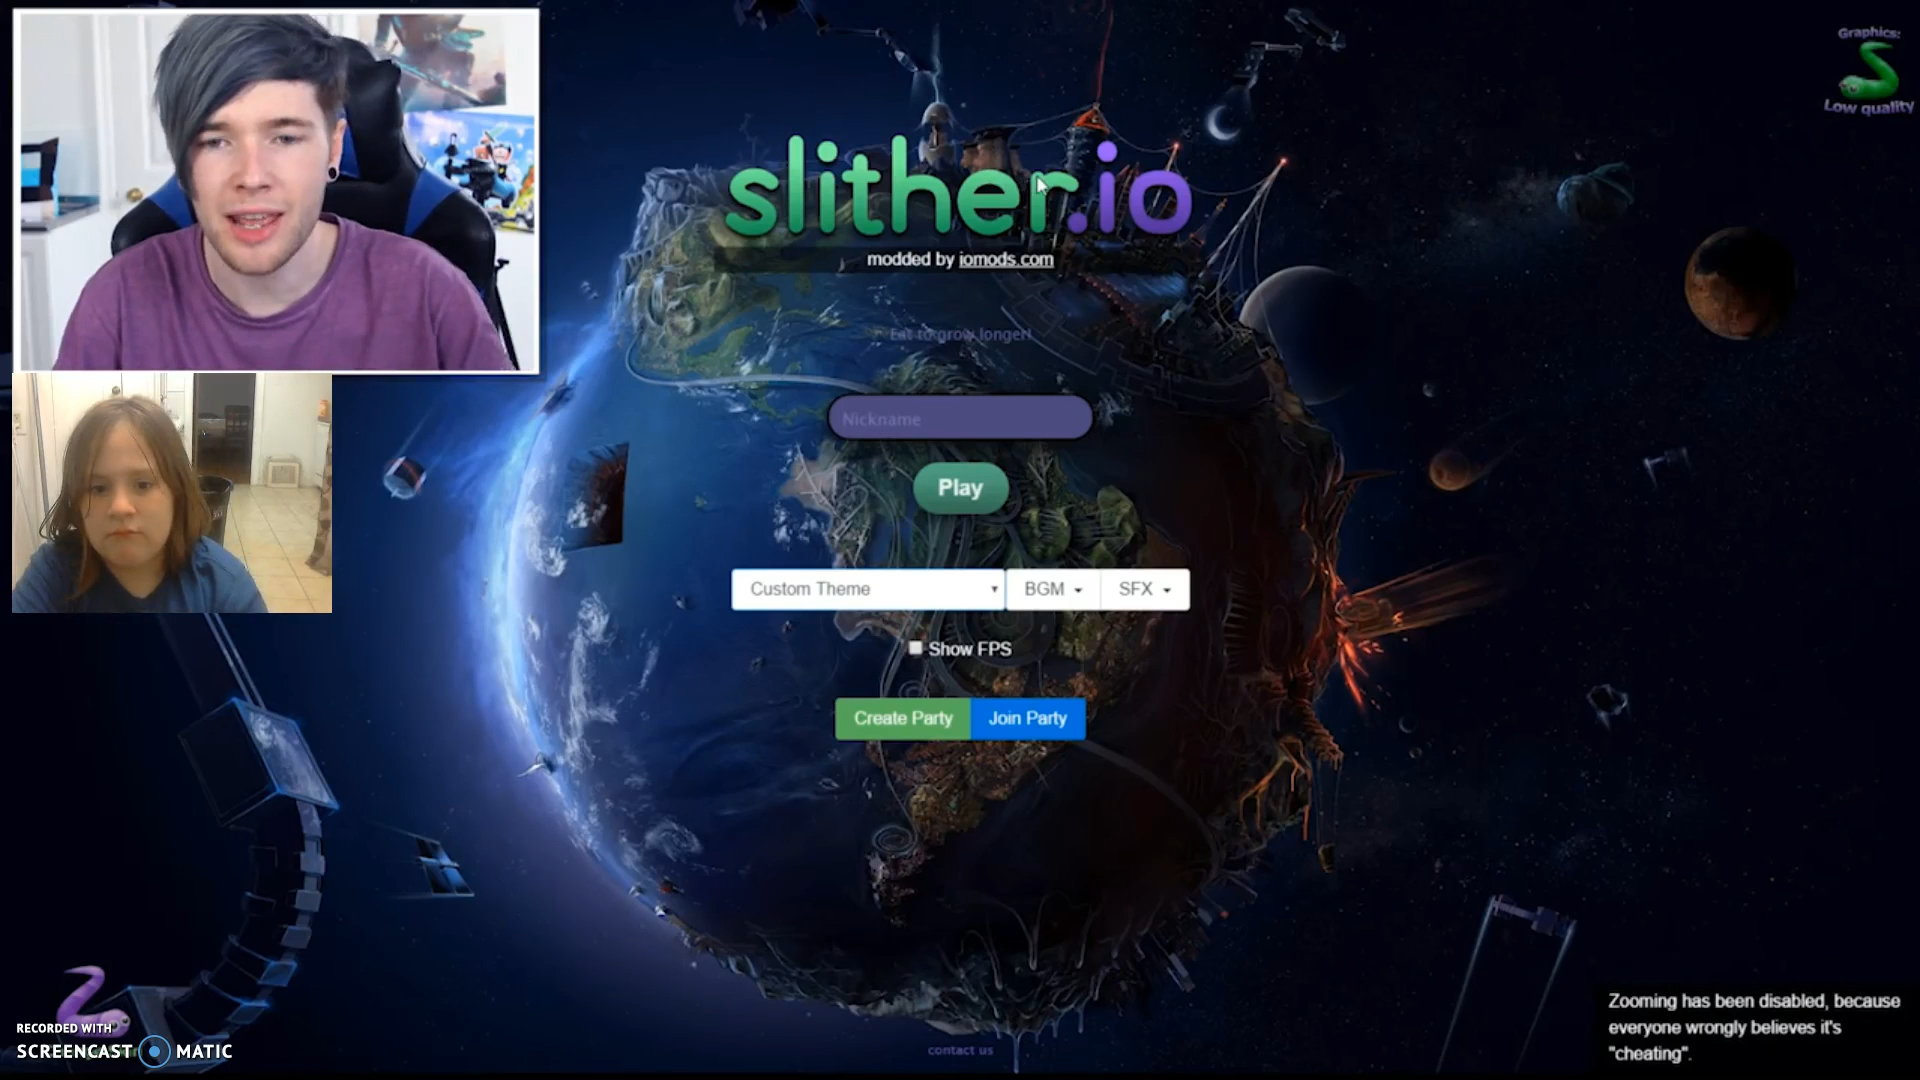 Graphics:
Low quality
slither.io
modded by iomods.com
Eat to grow longer!
Nickname
Play
Custom Theme
BGM
SFX
Show FPS
Create Party
Join Party
Zooming has been disabled, because
everyone wrongly believes it's
"cheating".
RECORDED WITH
SCREENCAST MATIC
contact us